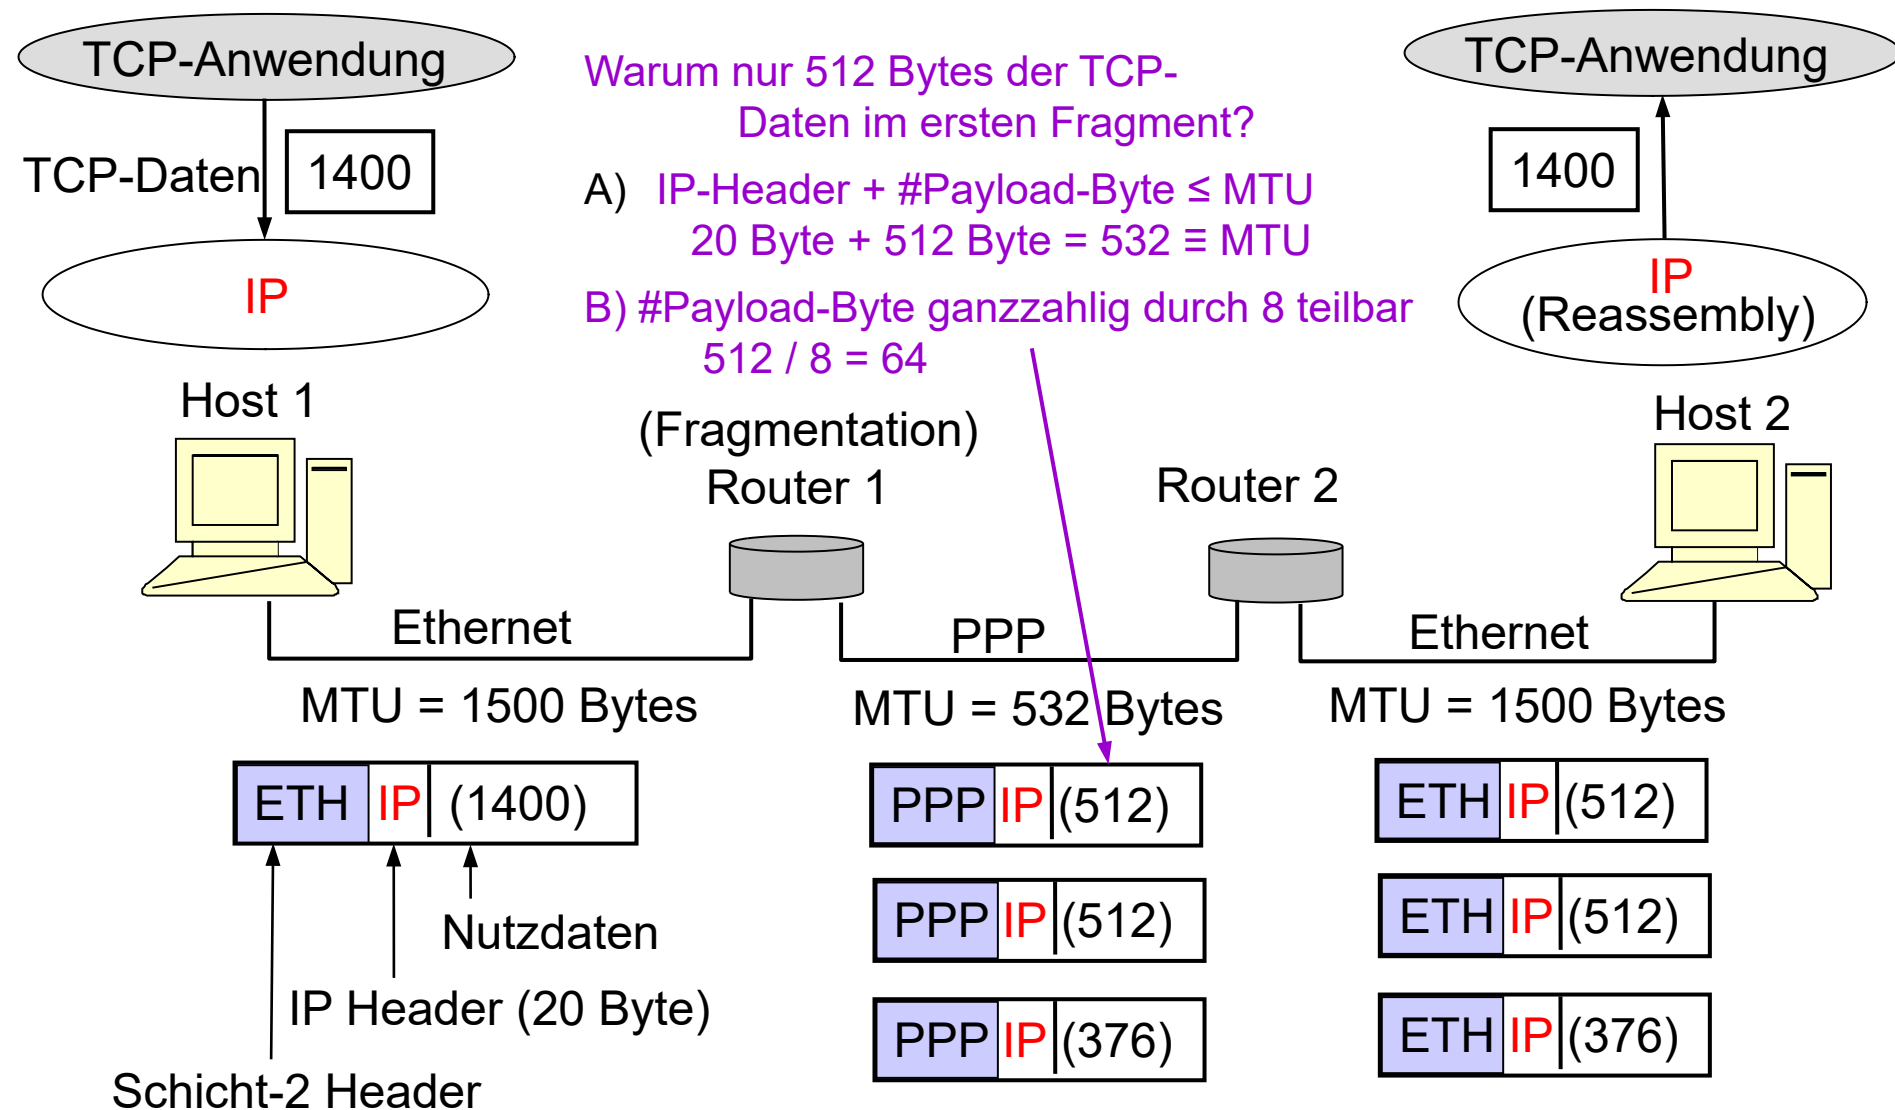 TCP-Anwendung
TCP-Daten
1400
IP
Warum nur 512 Bytes der TCP-
Daten im ersten Fragment?
A) IP-Header + #Payload-Byte ≤ MTU
20 Byte + 512 Byte = 532 ≡ MTU
B) #Payload-Byte ganzzahlig durch 8 teilbar
512 / 8 = 64
TCP-Anwendung
1400
IP
(Reassembly)
Host 1
(Fragmentation)
Router 1
Router 2
Host 2
Ethernet
PPP
Ethernet
MTU = 1500 Bytes
MTU = 532 Bytes
MTU = 1500 Bytes
ETH IP (1400)
Nutzdaten
IP Header (20 Byte)
Schicht-2 Header
PPP IP (512)
PPP IP (512)
PPP IP (376)
ETH IP (512)
ETH IP (512)
ETH IP (376)